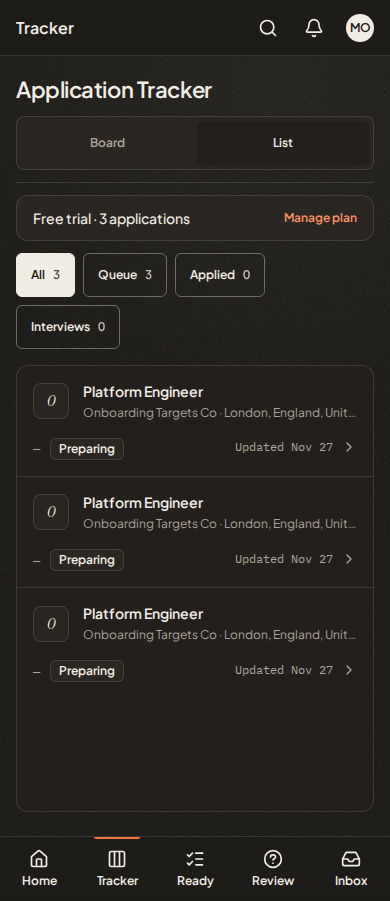 Tracker
MO
Application Tracker
Board List
Free trial · 3 applications Manage plan
All 3 Queue 3 Applied 0
Interviews 0
0 Platform Engineer
Onboarding Targets Co · London, England, Unit…
– Preparing Updated Nov 27
0 Platform Engineer
Onboarding Targets Co · London, England, Unit…
– Preparing Updated Nov 27
0 Platform Engineer
Onboarding Targets Co · London, England, Unit…
– Preparing Updated Nov 27
Home Tracker Ready Review Inbox